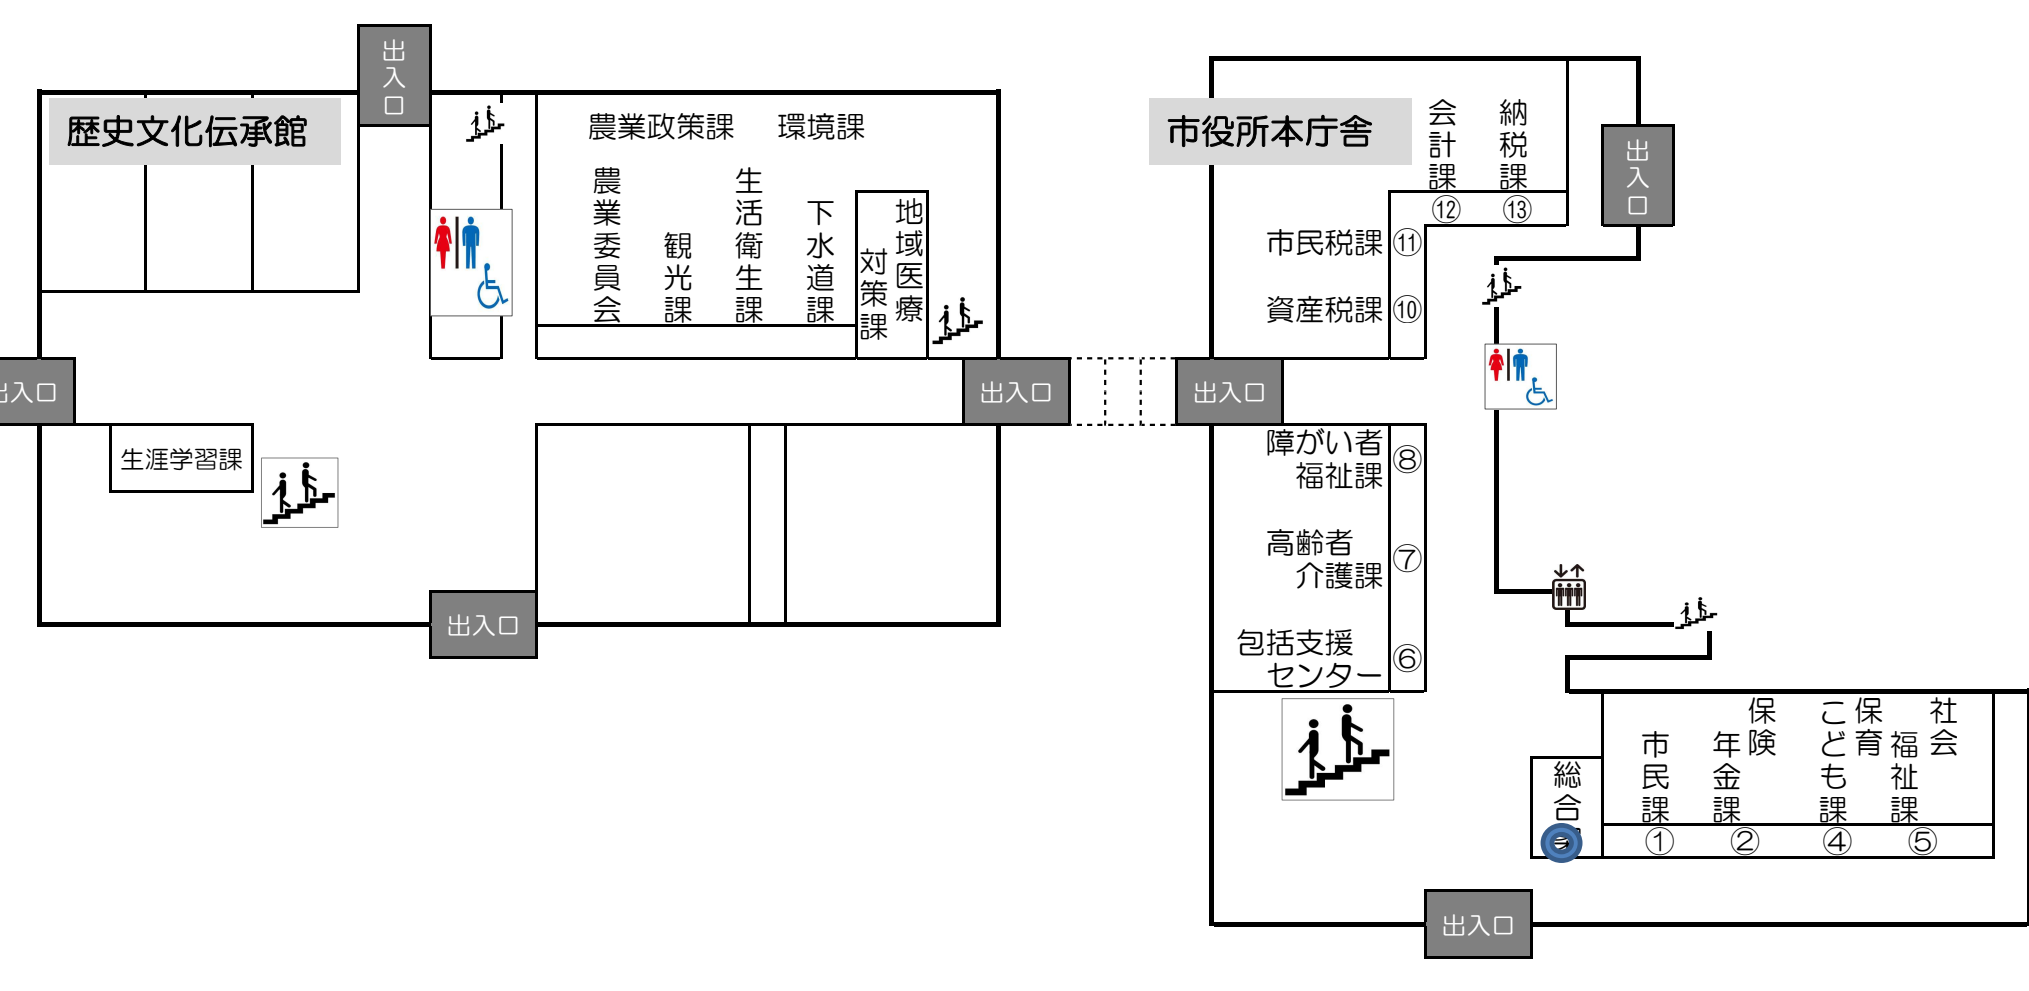 歴史文化伝承館
出入口
農業政策課
環境課
農業委員会
観光課
生活衛生課
下水道課
地域医療
対策課
出入口
出入口
生涯学習課
出入口
市役所本庁舎
会計課
納税課
⑫
⑬
出入口
市民税課
⑪
資産税課
⑩
出入口
障がい者
福祉課
⑧
高齢者
介護課
⑦
包括支援
センター
⑥
総合
市民課
保険
年金課
保育
こども課
社会
福祉課
①
②
④
⑤
出入口